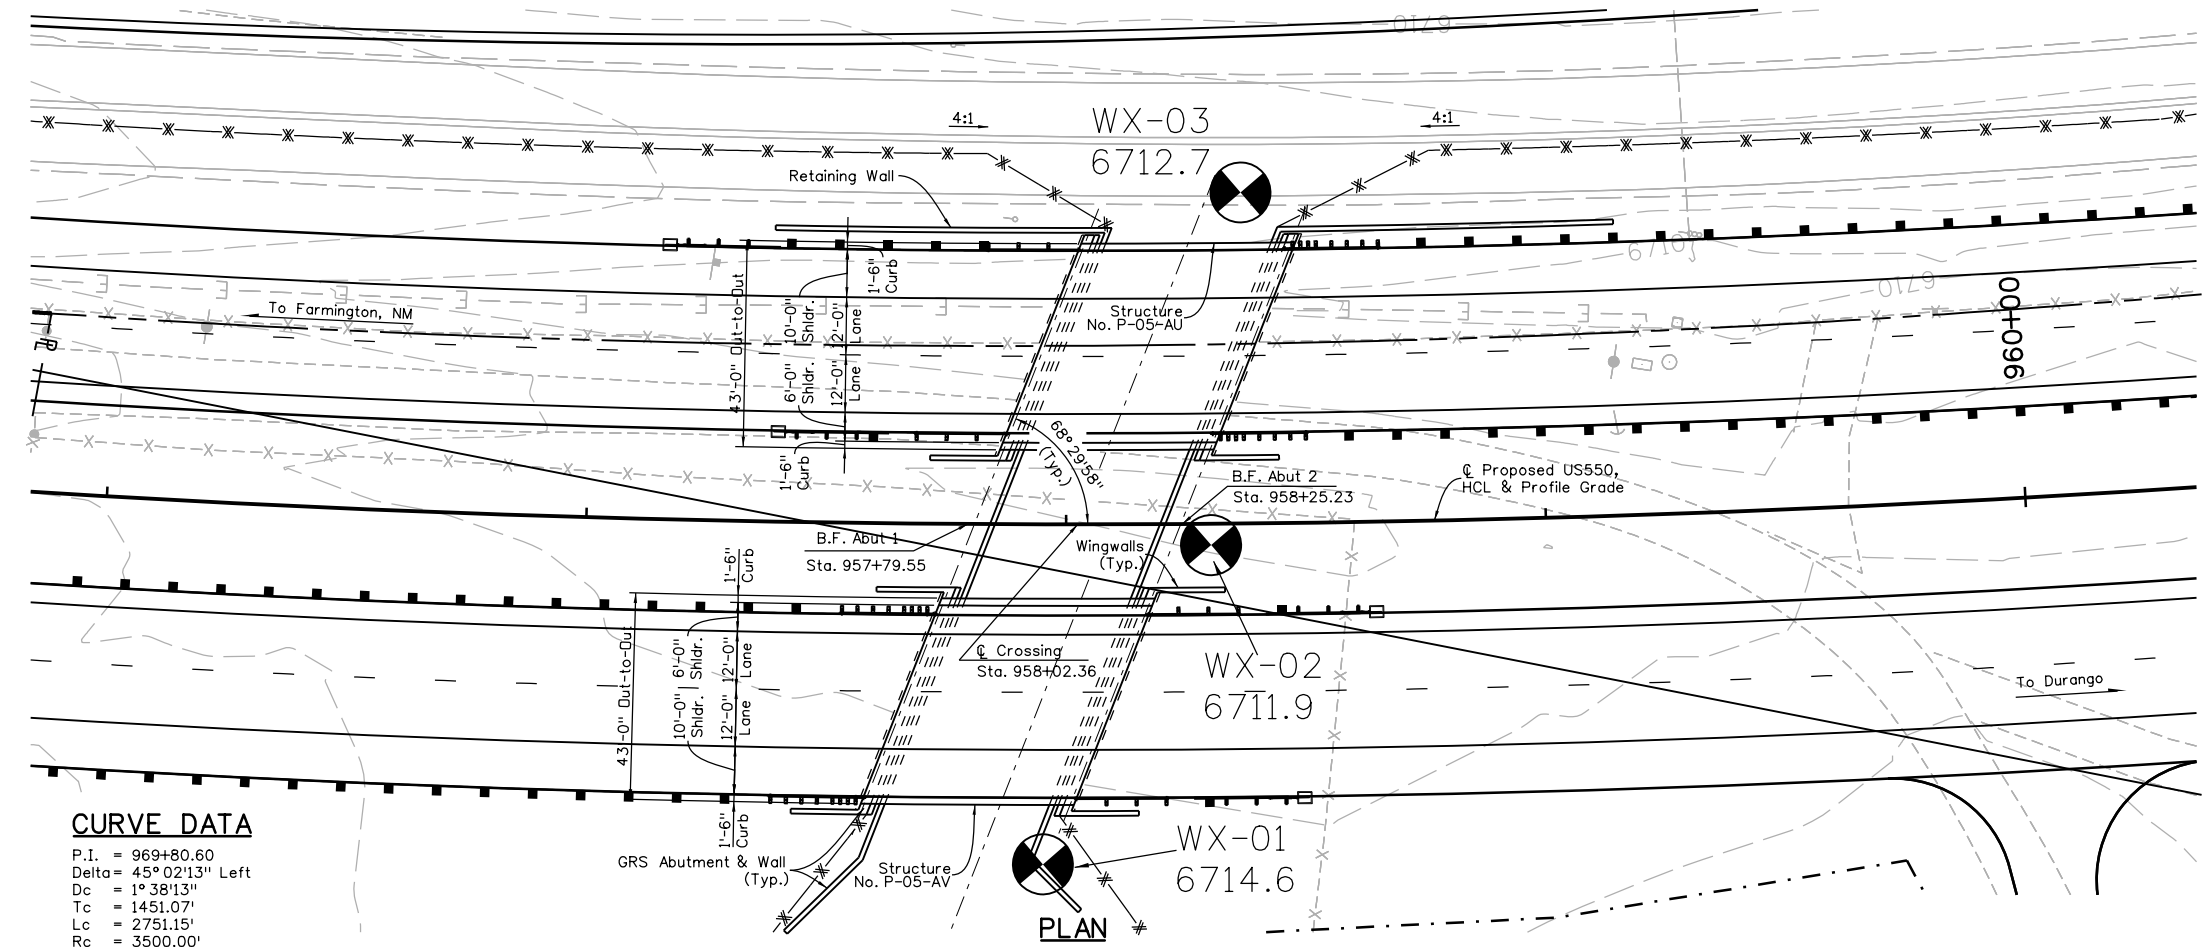 6710
WX-03
6712.7
4:1
4:1
Retaining Wall
1'-6"
Curb
43'-0" Out-to-Out
10'-0"
Shldr.
12'-0"
Lane
6'-0"
Shldr.
12'-0"
Lane
1'-6"
Curb
To Farmington, NM
Structure
No. P-05-AU
6710
6710
960+00
PL
68°29'58"
(Typ.)
B.F. Abut 2
Sta. 958+25.23
℄ Proposed US550,
HCL & Profile Grade
B.F. Abut 1
Sta. 957+79.55
Wingwalls
(Typ.)
1'-6"
Curb
43'-0" Out-to-Out
6'-0"
Shldr.
12'-0"
Lane
10'-0"
Shldr.
12'-0"
Lane
1'-6"
Curb
℄ Crossing
Sta. 958+02.36
WX-02
6711.9
To Durango
WX-01
6714.6
GRS Abutment & Wall
(Typ.)
Structure
No. P-05-AV
PLAN
CURVE DATA
P.I. = 969+80.60
Delta = 45°02'13" Left
Dc = 1°38'13"
Tc = 1451.07'
Lc = 2751.15'
Rc = 3500.00'